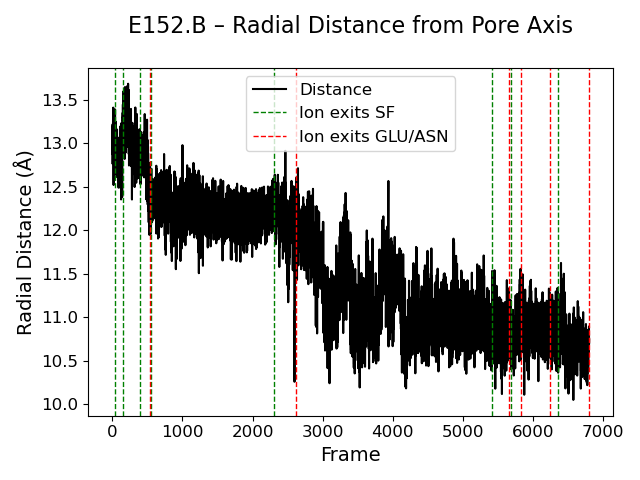 E152.B – Radial Distance from Pore Axis
Distance
Ion exits SF
Ion exits GLU/ASN
Radial Distance (Å)
13.5
13.0
12.5
12.0
11.5
11.0
10.5
10.0
0 1000 2000 3000 4000 5000 6000 7000
Frame